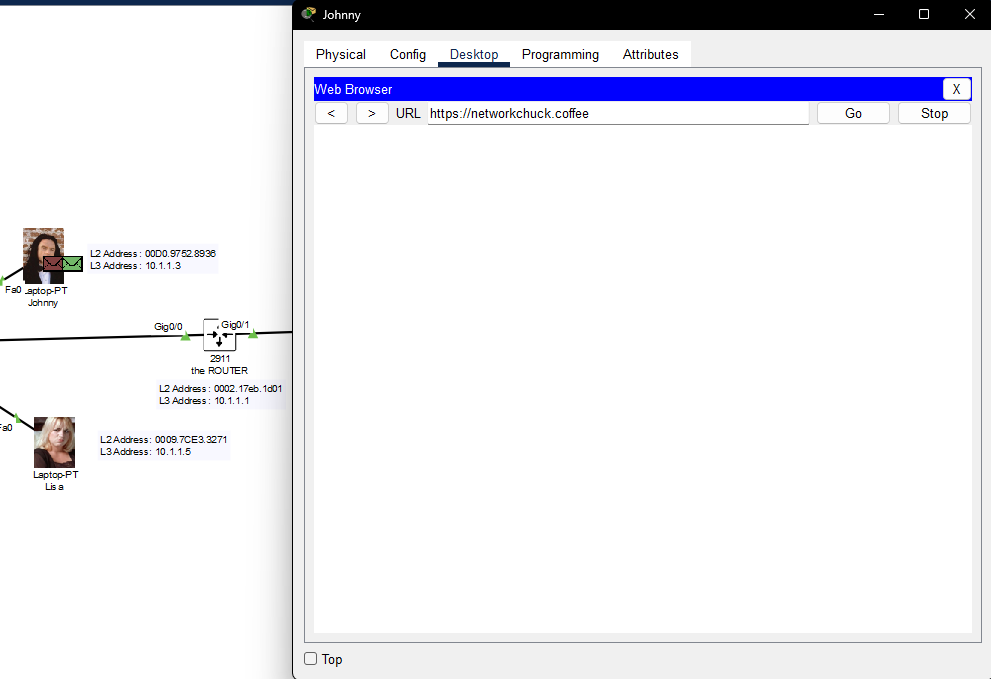 Johnny
Physical Config Desktop Programming Attributes
Web Browser X
< > URL https://networkchuck.coffee Go Stop
L2 Address : 00D0.9752.8936
L3 Address : 10.1.1.3
Fa0 Laptop-PT
Johnny
Gig0/0 Gig0/1
2911
the ROUTER
L2 Address : 0002.17eb.1d01
L3 Address : 10.1.1.1
Fa0
L2 Address : 0009.7CE3.3271
L3 Address : 10.1.1.5
Laptop-PT
Lisa
Top